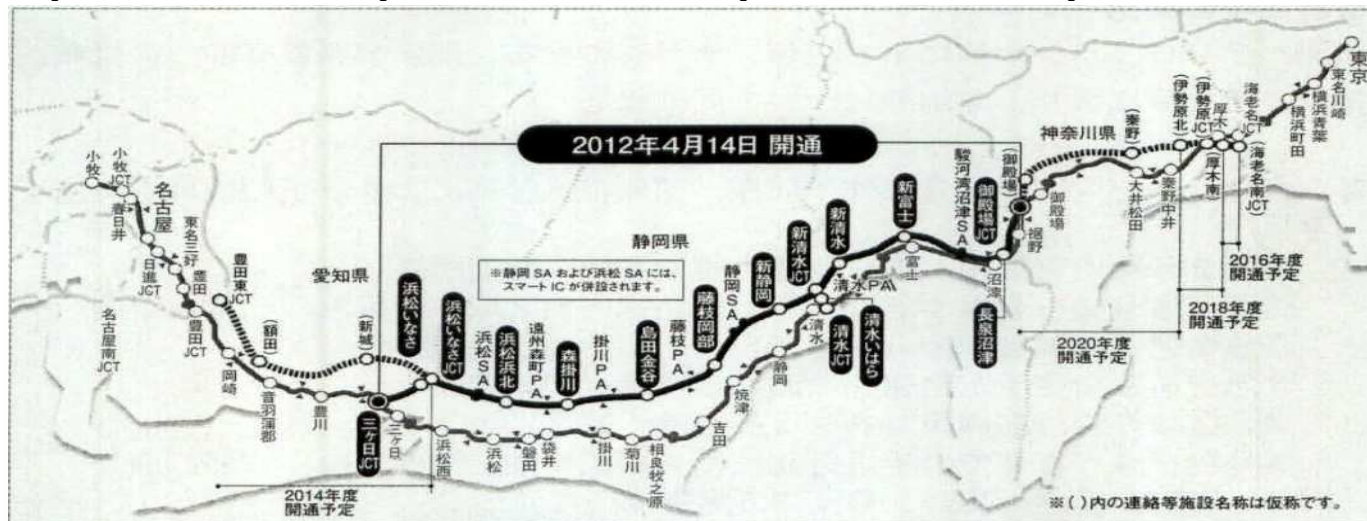 2012年4月14日 開通
東京
東名川崎
横浜青葉
横浜町田
海老名JCT
(海老名南JCT)
厚木
(厚木南)
(伊勢原JCT)
(伊勢原北)
神奈川県
(秦野)
秦野中井
大井松田
(御殿場)
御殿場
御殿場JCT
裾野
駿河湾沼津SA
沼津
長泉沼津
新富士
富士
新清水
新清水JCT
清水PA
清水いはら
清水JCT
清水
静岡県
新静岡
静岡SA
静岡
藤枝岡部
焼津
藤枝PA
吉田
島田金谷
相良牧之原
掛川PA
菊川
掛川
森掛川
遠州森町PA
袋井
磐田
浜松浜北
浜松SA
浜松
浜松西
浜松いなさJCT
浜松いなさ
三ヶ日
三ヶ日JCT
(新城)
愛知県
豊川
音羽蒲郡
(額田)
岡崎
豊田東JCT
豊田JCT
豊田
東名三好
日進JCT
名古屋
名古屋南JCT
春日井
小牧JCT
小牧
※静岡SAおよび浜松SAには、
スマートICが併設されます。
2014年度
開通予定
2020年度
開通予定
2018年度
開通予定
2016年度
開通予定
※( )内の連絡等施設名称は仮称です。